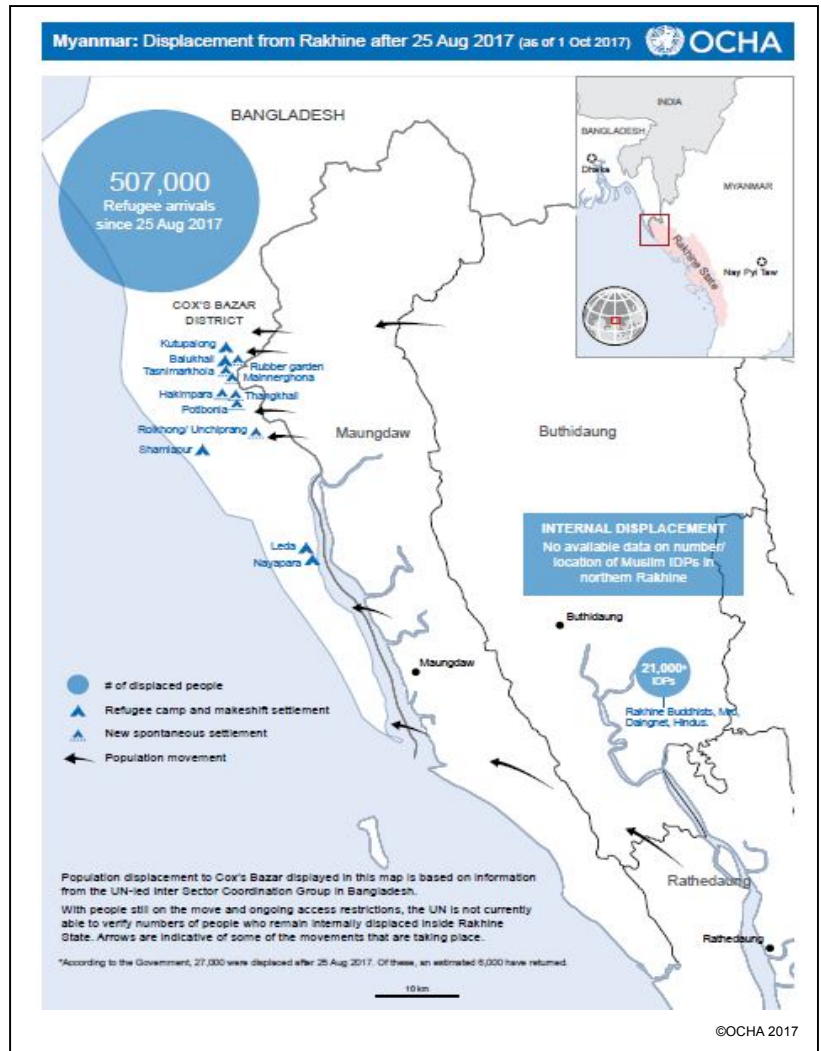 Myanmar: Displacement from Rakhine after 25 Aug 2017 (as of 1 Oct 2017)
OCHA
BANGLADESH
507,000
Refugee arrivals
since 25 Aug 2017
INDIA
BANGLADESH
Dhaka
MYANMAR
Rakhine State
Nay Pyi Taw
COX'S BAZAR
DISTRICT
Kutupalong
Balukhali
Rubber garden
Tasnimarkhola
Mainnerghona
Hakimpara
Thangkhali
Potibonia
Roikhong/ Unchiprang
Shamlapur
Maungdaw
Buthidaung
INTERNAL DISPLACEMENT
No available data on number/
location of Muslim IDPs in
northern Rakhine
Leda
Nayapara
Buthidaung
Maungdaw
21,000*
IDPs
Rakhine Buddhists, Mro,
Daingnet, Hindus.
# of displaced people
Refugee camp and makeshift settlement
New spontaneous settlement
Population movement
Population displacement to Cox's Bazar displayed in this map is based on information
from the UN-led Inter Sector Coordination Group in Bangladesh.
With people still on the move and ongoing access restrictions, the UN is not currently
able to verify numbers of people who remain internally displaced inside Rakhine
State. Arrows are indicative of some of the movements that are taking place.
*According to the Government, 27,000 were displaced after 25 Aug 2017. Of these, an estimated 6,000 have returned.
Rathedaung
Rathedaung
10 km
©OCHA 2017